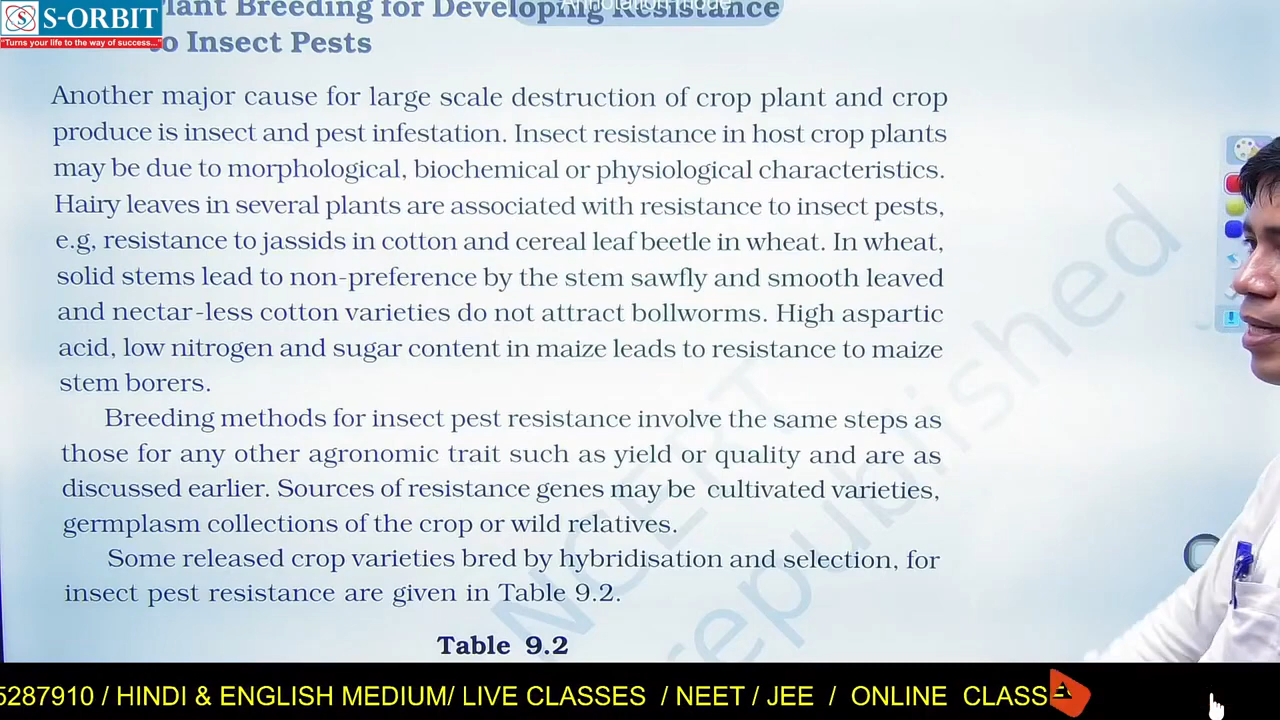 S-ORBIT
"Turns your life to the way of success..."
Plant Breeding for Developing Resistance
to Insect Pests
Another major cause for large scale destruction of crop plant and crop
produce is insect and pest infestation. Insect resistance in host crop plants
may be due to morphological, biochemical or physiological characteristics.
Hairy leaves in several plants are associated with resistance to insect pests,
e.g, resistance to jassids in cotton and cereal leaf beetle in wheat. In wheat,
solid stems lead to non-preference by the stem sawfly and smooth leaved
and nectar-less cotton varieties do not attract bollworms. High aspartic
acid, low nitrogen and sugar content in maize leads to resistance to maize
stem borers.
Breeding methods for insect pest resistance involve the same steps as
those for any other agronomic trait such as yield or quality and are as
discussed earlier. Sources of resistance genes may be cultivated varieties,
germplasm collections of the crop or wild relatives.
Some released crop varieties bred by hybridisation and selection, for
insect pest resistance are given in Table 9.2.
Table 9.2
NCERT
republished
5287910 / HINDI & ENGLISH MEDIUM/ LIVE CLASSES / NEET / JEE / ONLINE CLASSE